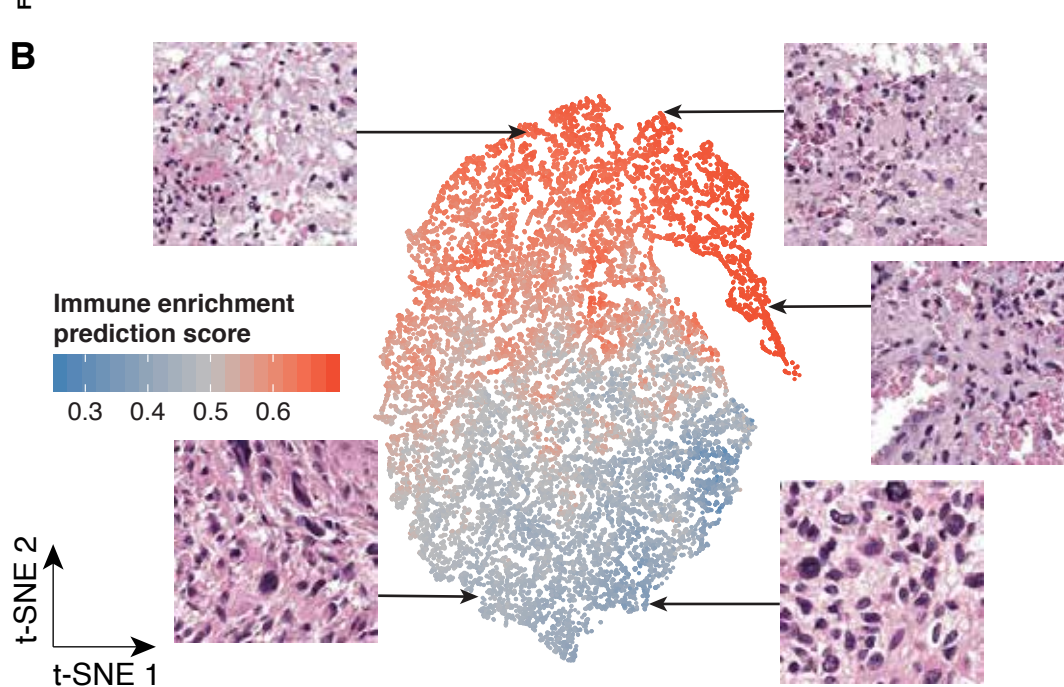 B
Immune enrichment
prediction score
0.3 0.4 0.5 0.6
t-SNE 2
t-SNE 1